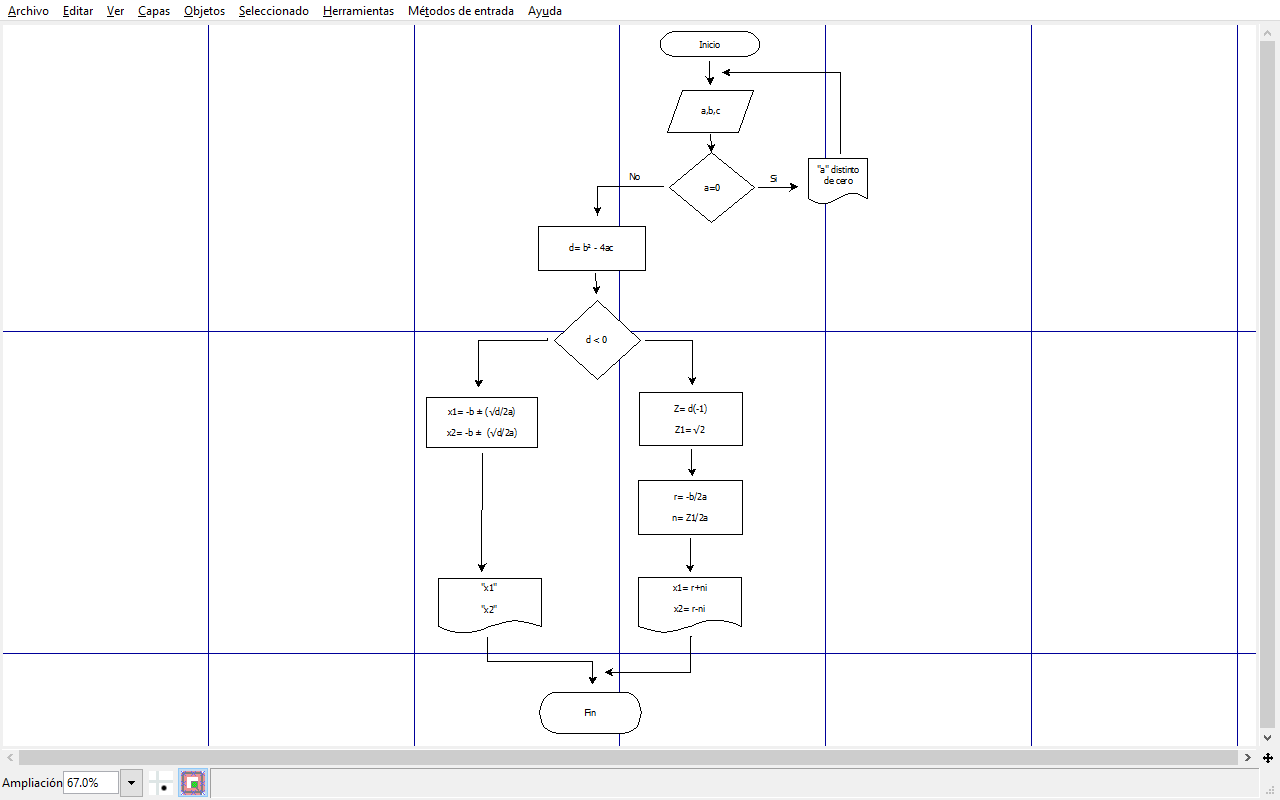 Archivo Editar Ver Capas Objetos Seleccionado Herramientas Métodos de entrada Ayuda
Inicio
a,b,c
"a" distinto
de cero
No
a=0
Si
d= b² - 4ac
d < 0
x1= -b ± (√d/2a)
x2= -b ±  (√d/2a)
Z= d(-1)
Z1= √2
r= -b/2a
n= Z1/2a
"x1"
"x2"
x1= r+ni
x2= r-ni
Fin
Ampliación 67.0%